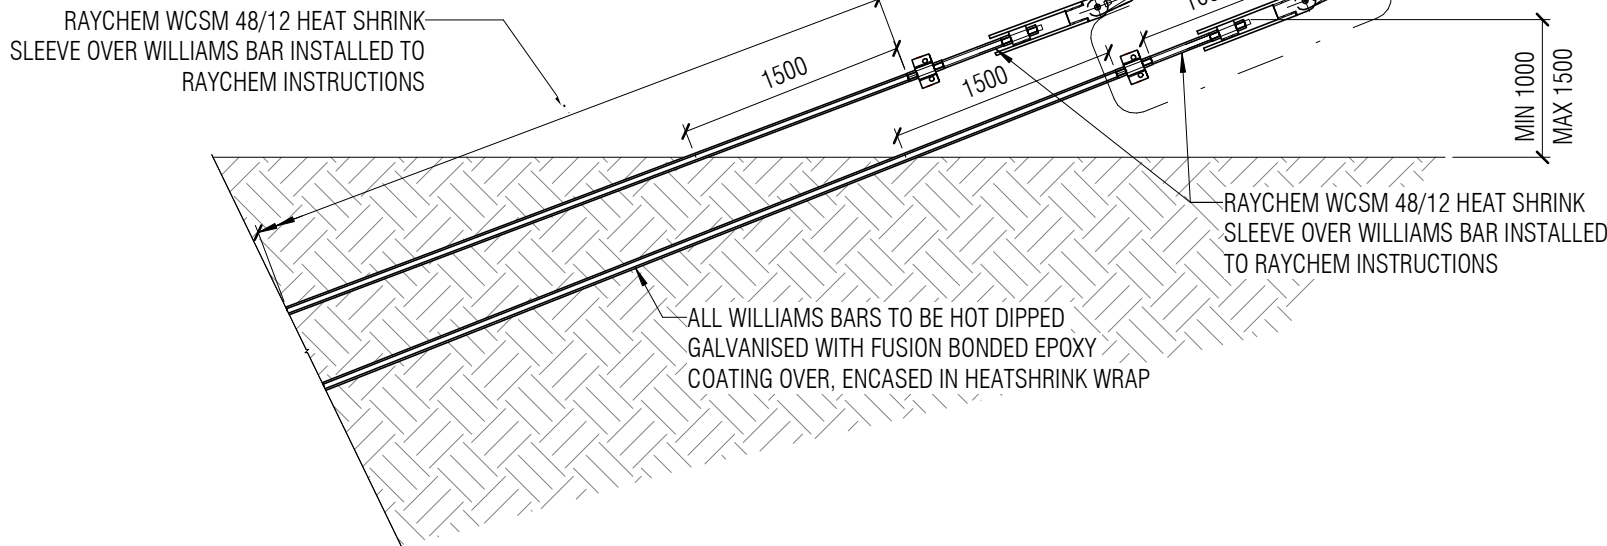 RAYCHEM WCSM 48/12 HEAT SHRINK
SLEEVE OVER WILLIAMS BAR INSTALLED TO
RAYCHEM INSTRUCTIONS
1500
1500
MIN 1000
MAX 1500
RAYCHEM WCSM 48/12 HEAT SHRINK
SLEEVE OVER WILLIAMS BAR INSTALLED
TO RAYCHEM INSTRUCTIONS
ALL WILLIAMS BARS TO BE HOT DIPPED
GALVANISED WITH FUSION BONDED EPOXY
COATING OVER, ENCASED IN HEATSHRINK WRAP